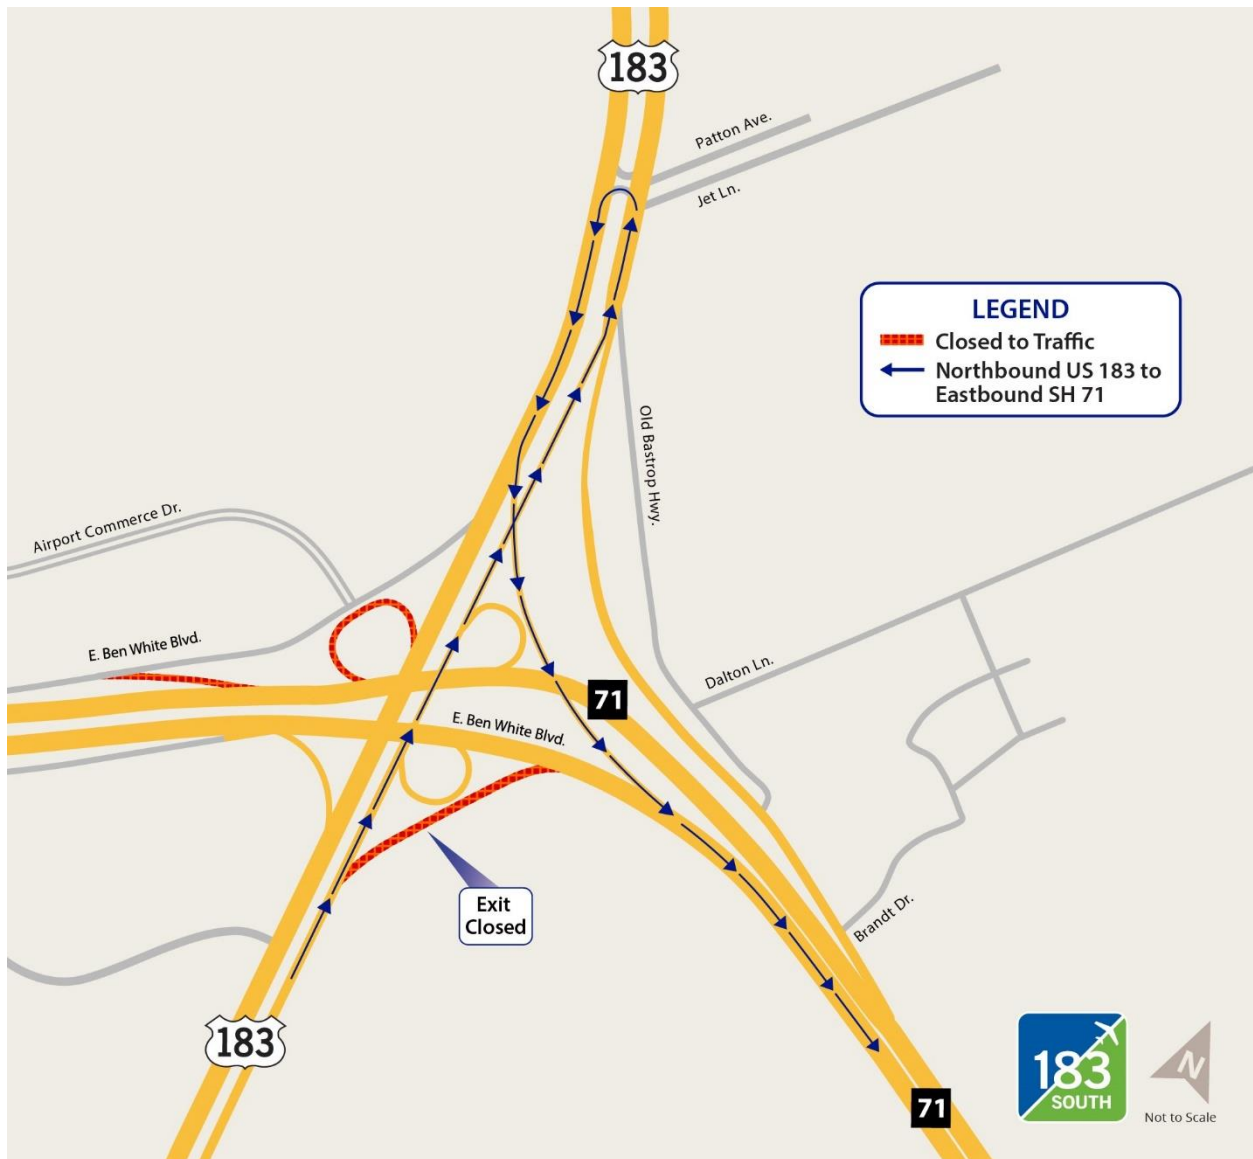 183
Patton Ave.
Jet Ln.
LEGEND
Closed to Traffic
Northbound US 183 to
Eastbound SH 71
Old Bastrop Hwy.
Airport Commerce Dr.
E. Ben White Blvd.
71
Dalton Ln.
E. Ben White Blvd.
Exit
Closed
Brandt Dr.
183
183
SOUTH
N
Not to Scale
71